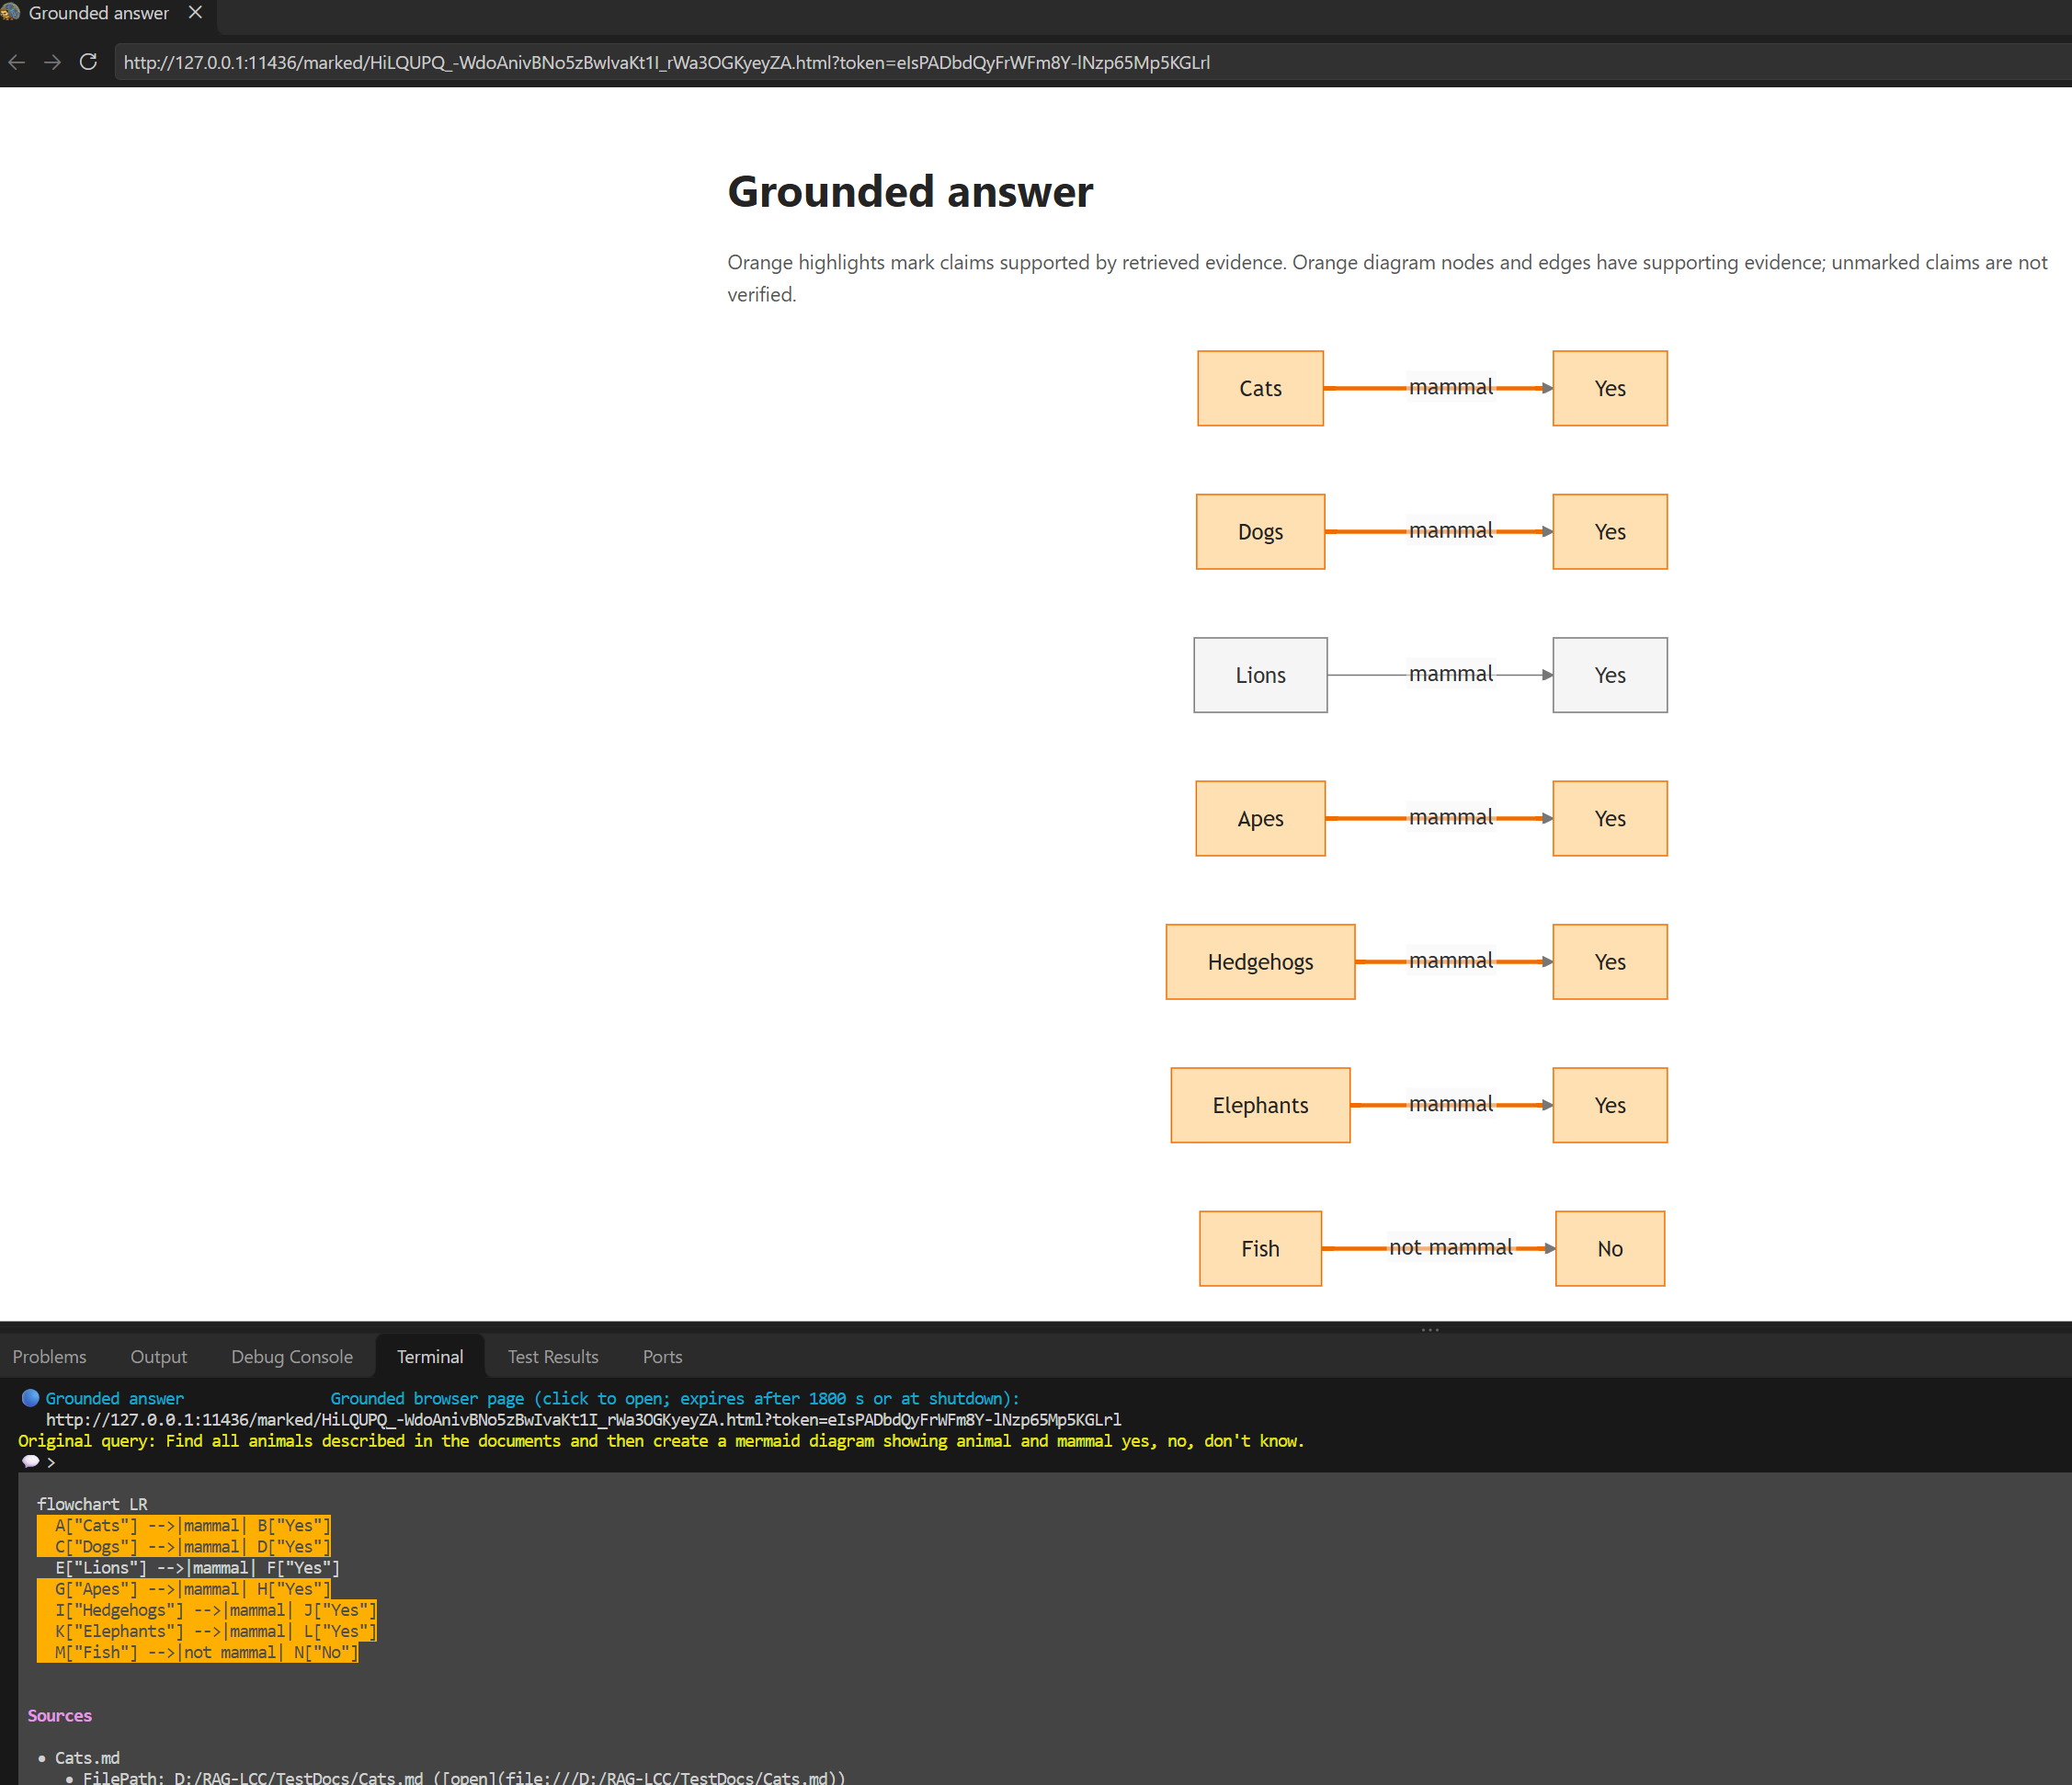 Grounded answer
http://127.0.0.1:11436/marked/HiLQUPQ_-WdoAnivBNo5zBwIvaKt1I_rWa3OGKyeyZA.html?token=eIsPADbdQyFrWFm8Y-lNzp65Mp5KGLrl
Grounded answer
Orange highlights mark claims supported by retrieved evidence. Orange diagram nodes and edges have supporting evidence; unmarked claims are not
verified.
Cats mammal Yes
Dogs mammal Yes
Lions mammal Yes
Apes mammal Yes
Hedgehogs mammal Yes
Elephants mammal Yes
Fish not mammal No
Problems Output Debug Console Terminal Test Results Ports
Grounded answer Grounded browser page (click to open; expires after 1800 s or at shutdown):
http://127.0.0.1:11436/marked/HiLQUPQ_-WdoAnivBNo5zBwIvaKt1I_rWa3OGKyeyZA.html?token=eIsPADbdQyFrWFm8Y-lNzp65Mp5KGLrl
Original query: Find all animals described in the documents and then create a mermaid diagram showing animal and mammal yes, no, don't know.
>
flowchart LR
A["Cats"] -->|mammal| B["Yes"]
C["Dogs"] -->|mammal| D["Yes"]
E["Lions"] -->|mammal| F["Yes"]
G["Apes"] -->|mammal| H["Yes"]
I["Hedgehogs"] -->|mammal| J["Yes"]
K["Elephants"] -->|mammal| L["Yes"]
M["Fish"] -->|not mammal| N["No"]
Sources
• Cats.md
• FilePath: D:/RAG-LCC/TestDocs/Cats.md ([open](file:///D:/RAG-LCC/TestDocs/Cats.md))